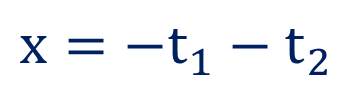 x = −t₁ − t₂